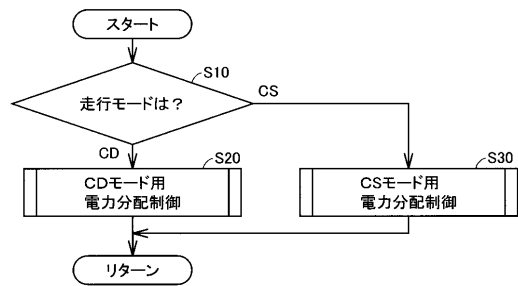 スタート
S10
走行モードは？
CS
CD
S20
CDモード用
電力分配制御
S30
CSモード用
電力分配制御
リターン